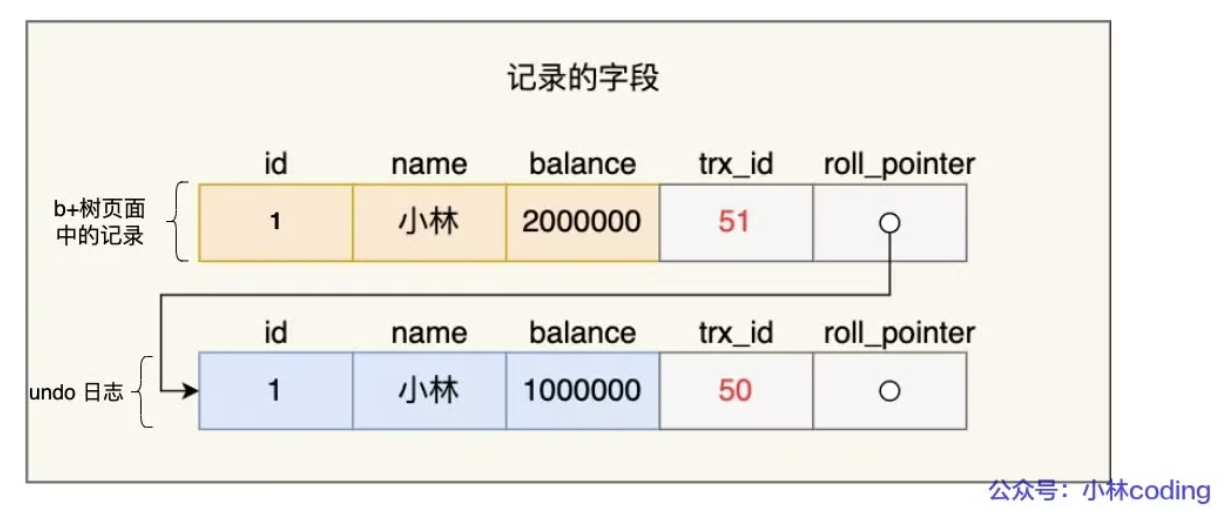 记录的字段
id name balance trx_id roll_pointer
b+树页面
中的记录
1 小林 2000000 51
id name balance trx_id roll_pointer
undo 日志
1 小林 1000000 50
公众号：小林coding